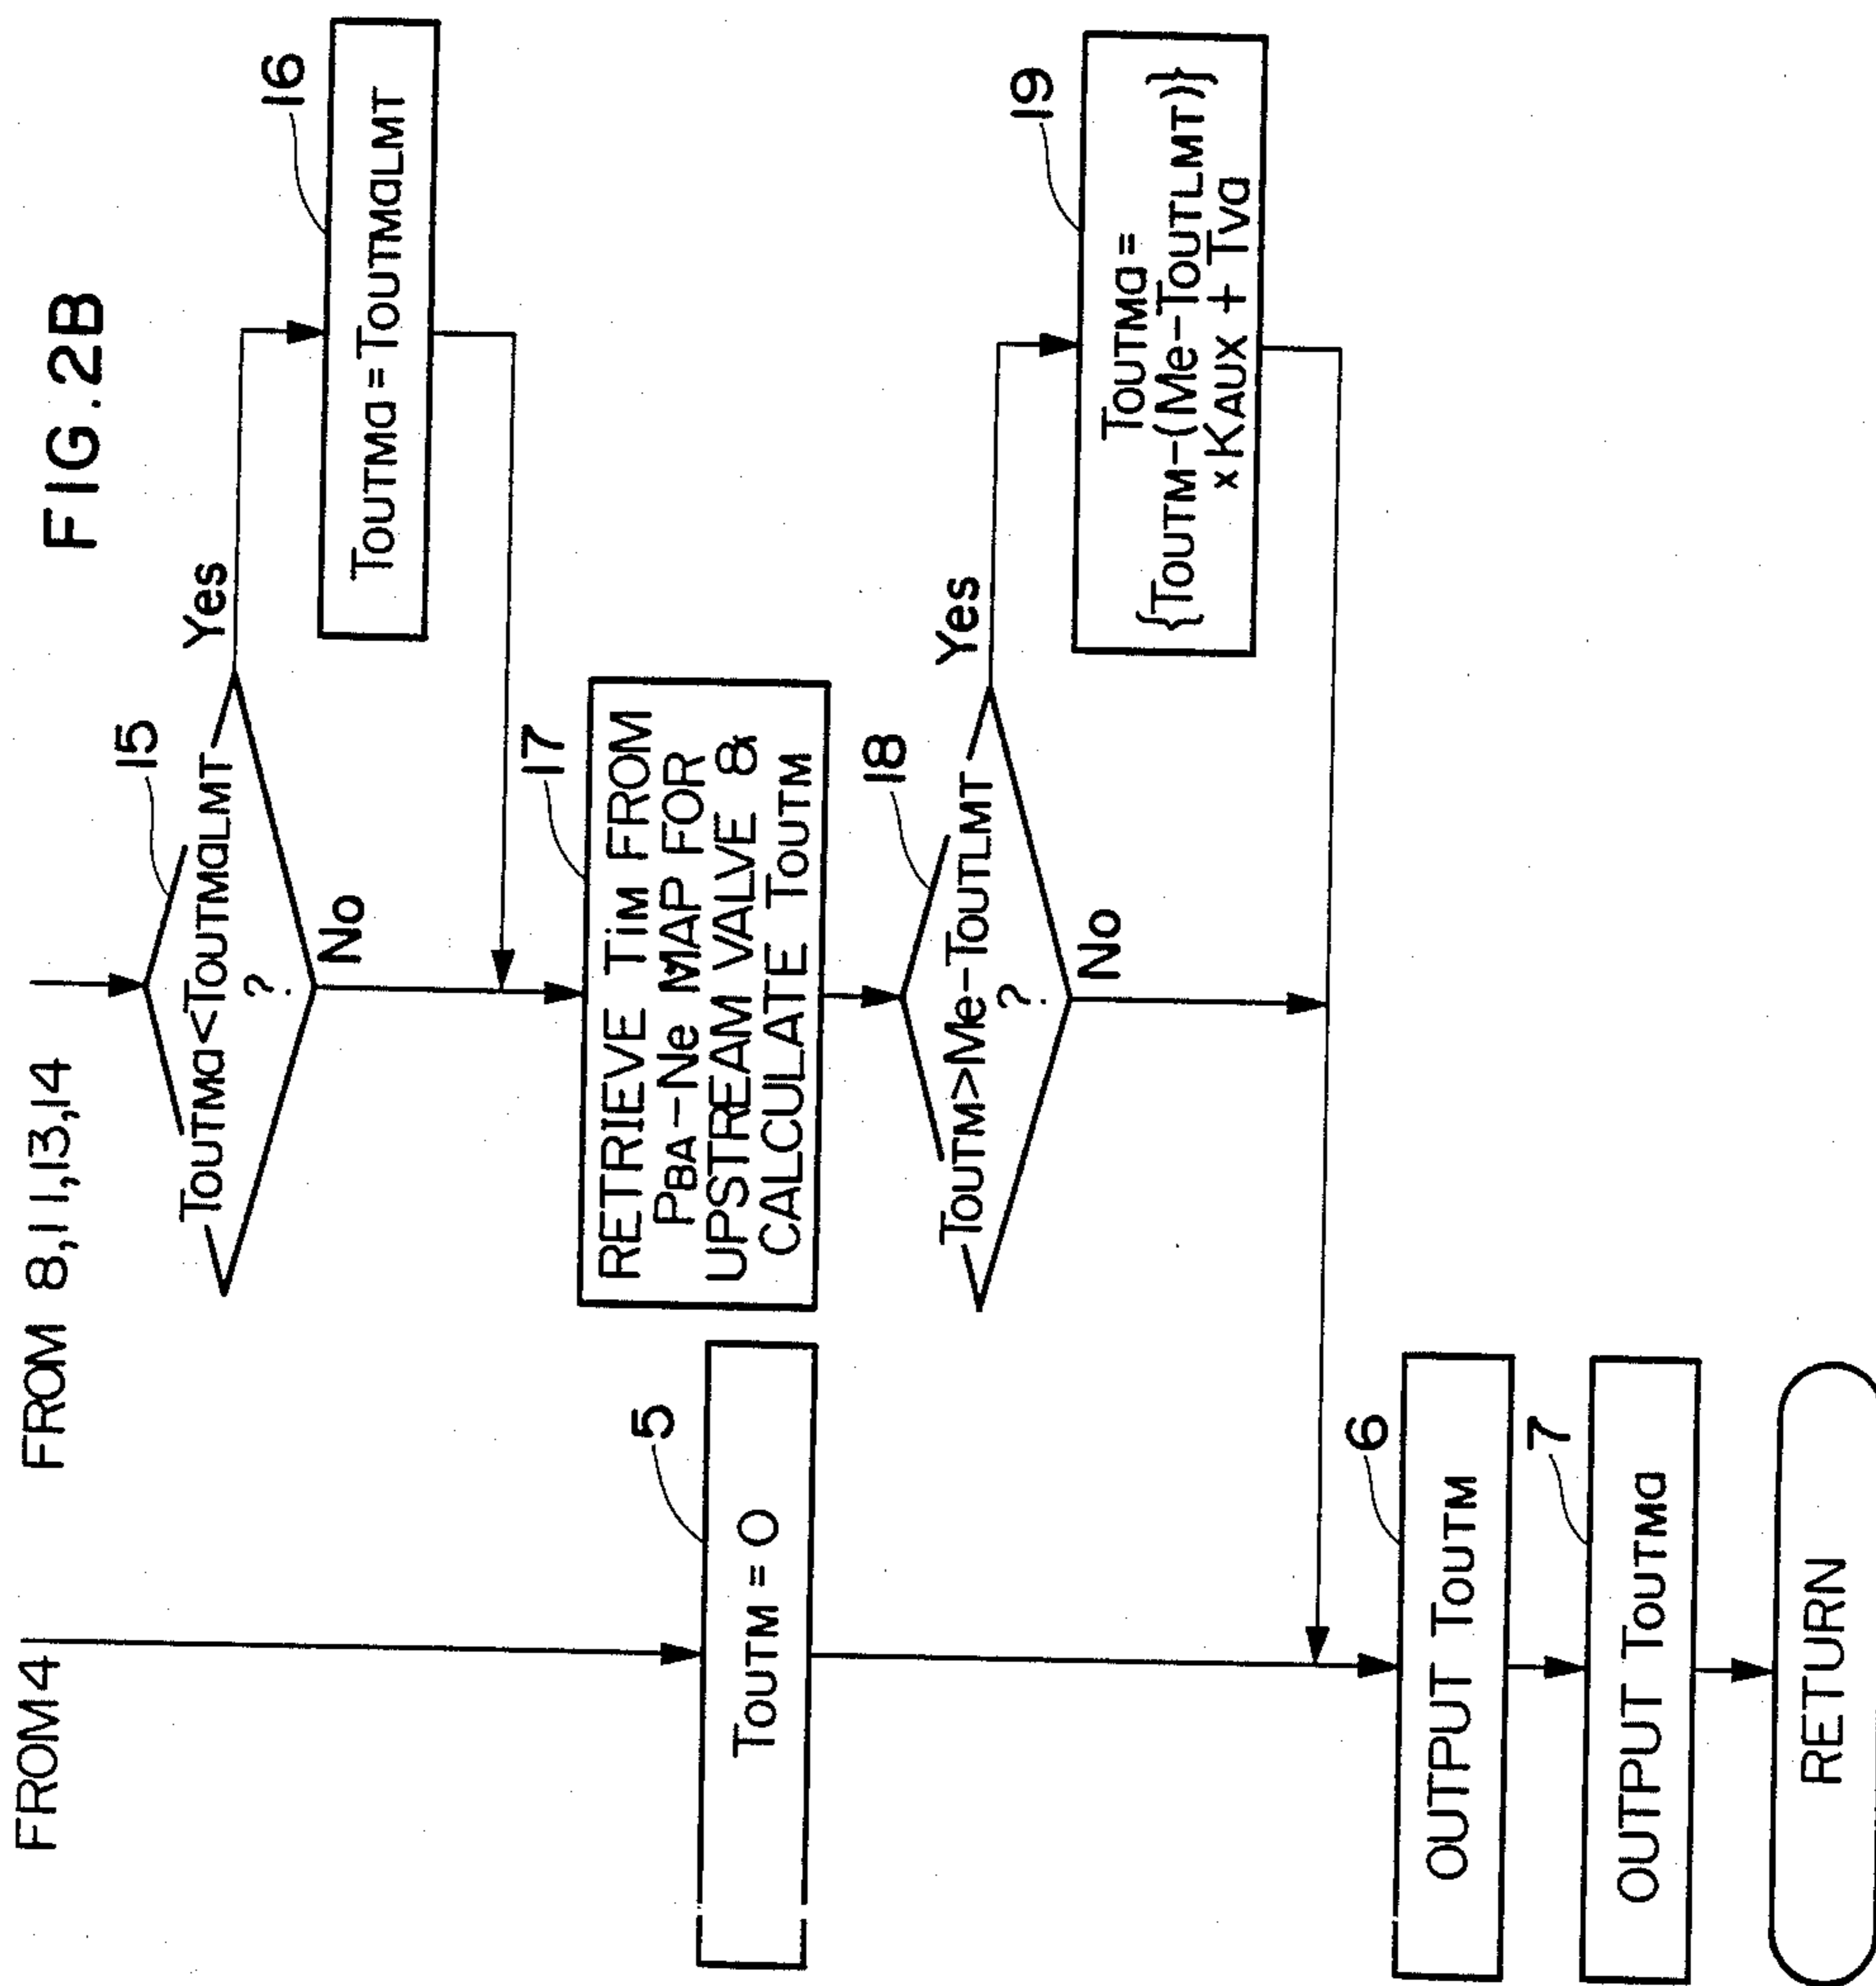 FIG.2B
FROM 4
FROM 8,11,13,14
15
TOUTMa<TOUTMaLMT
?
Yes
No
16
TOUTMa=TOUTMaLMT
17
RETRIEVE TiM FROM
PBA-Ne MAP FOR
UPSTREAM VALVE &
CALCULATE TOUTM
18
TOUTM>Me-TOUTLMT
?
Yes
No
19
TOUTMa=
{TOUTM-(Me-TOUTLMT)}
×KAUX + TVa
5
TOUTM = 0
6
OUTPUT TOUTM
7
OUTPUT TOUTMa
RETURN